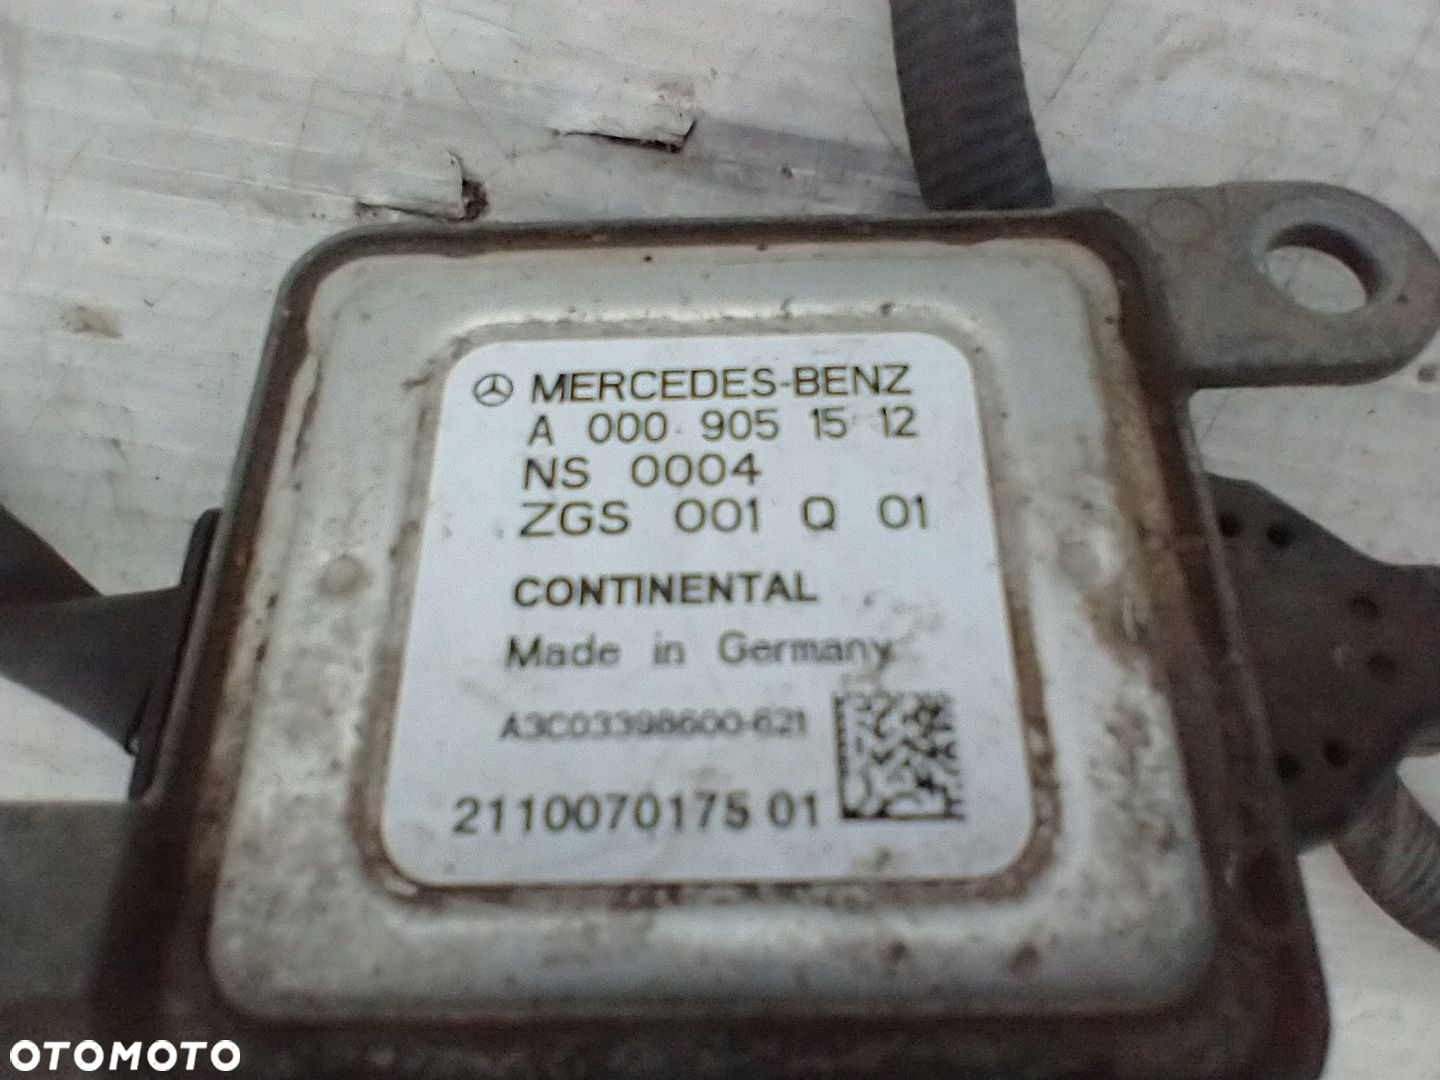 MERCEDES-BENZ
A 000 905 15 12
NS 0004
ZGS 001 Q 01
CONTINENTAL
Made in Germany
A3C03398600-621
2110070175 01
OTOMOTO